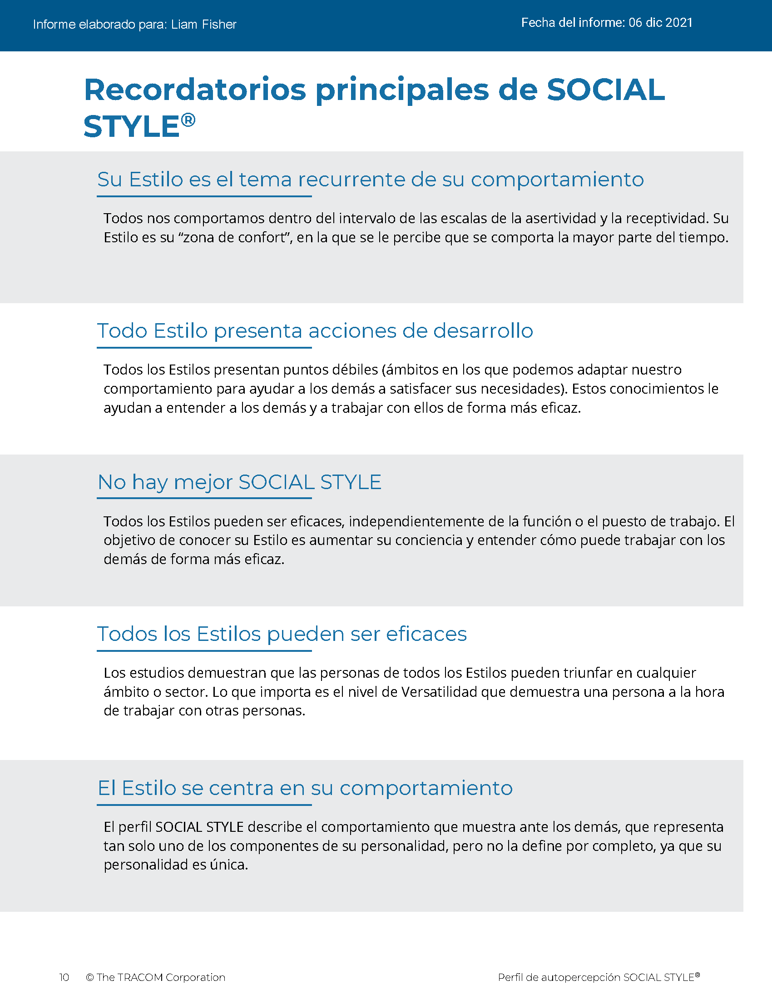 Informe elaborado para: Liam Fisher
Fecha del informe: 06 dic 2021
Recordatorios principales de SOCIAL
STYLE®
Su Estilo es el tema recurrente de su comportamiento
Todos nos comportamos dentro del intervalo de las escalas de la asertividad y la receptividad. Su
Estilo es su “zona de confort”, en la que se le percibe que se comporta la mayor parte del tiempo.
Todo Estilo presenta acciones de desarrollo
Todos los Estilos presentan puntos débiles (ámbitos en los que podemos adaptar nuestro
comportamiento para ayudar a los demás a satisfacer sus necesidades). Estos conocimientos le
ayudan a entender a los demás y a trabajar con ellos de forma más eficaz.
No hay mejor SOCIAL STYLE
Todos los Estilos pueden ser eficaces, independientemente de la función o el puesto de trabajo. El
objetivo de conocer su Estilo es aumentar su conciencia y entender cómo puede trabajar con los
demás de forma más eficaz.
Todos los Estilos pueden ser eficaces
Los estudios demuestran que las personas de todos los Estilos pueden triunfar en cualquier
ámbito o sector. Lo que importa es el nivel de Versatilidad que demuestra una persona a la hora
de trabajar con otras personas.
El Estilo se centra en su comportamiento
El perfil SOCIAL STYLE describe el comportamiento que muestra ante los demás, que representa
tan solo uno de los componentes de su personalidad, pero no la define por completo, ya que su
personalidad es única.
10 © The TRACOM Corporation
Perfil de autopercepción SOCIAL STYLE®